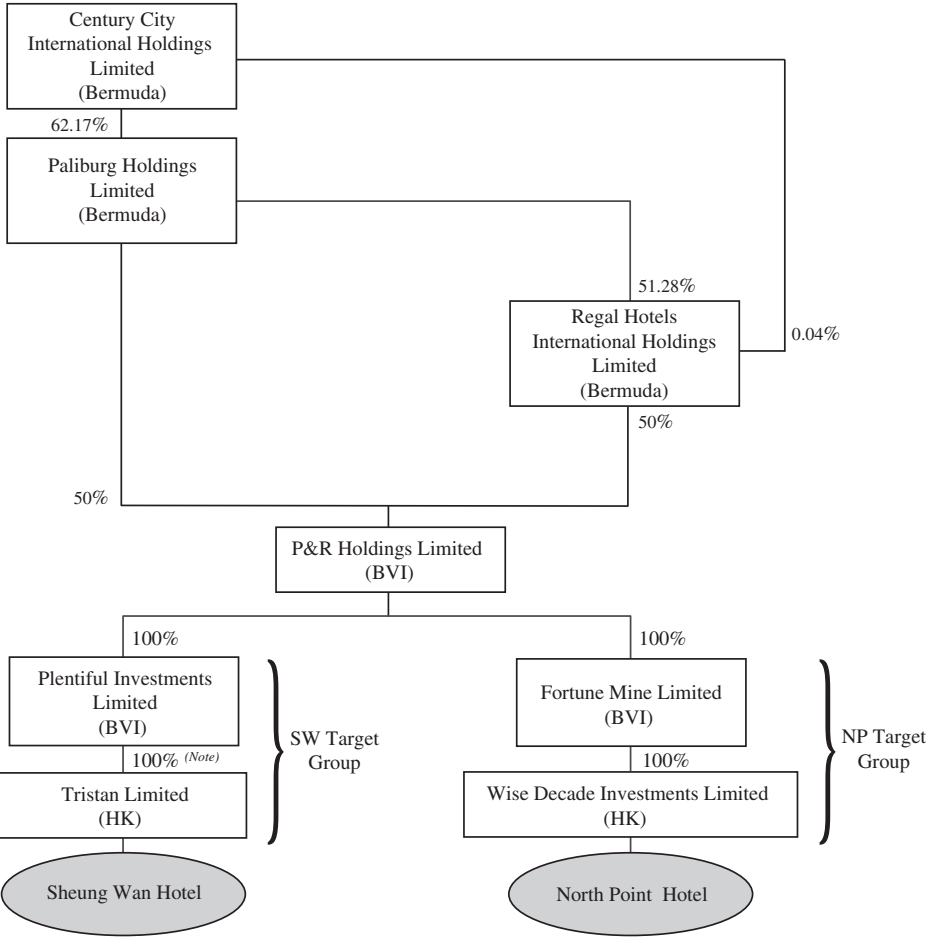 Century City
International Holdings
Limited
(Bermuda)
62.17%
Paliburg Holdings
Limited
(Bermuda)
51.28%
Regal Hotels
International Holdings
Limited
(Bermuda)
0.04%
50%
50%
P&R Holdings Limited
(BVI)
100%
100%
Plentiful Investments
Limited
(BVI)
Fortune Mine Limited
(BVI)
SW Target
Group
NP Target
Group
100% (Note)
100%
Tristan Limited
(HK)
Wise Decade Investments Limited
(HK)
Sheung Wan Hotel
North Point Hotel